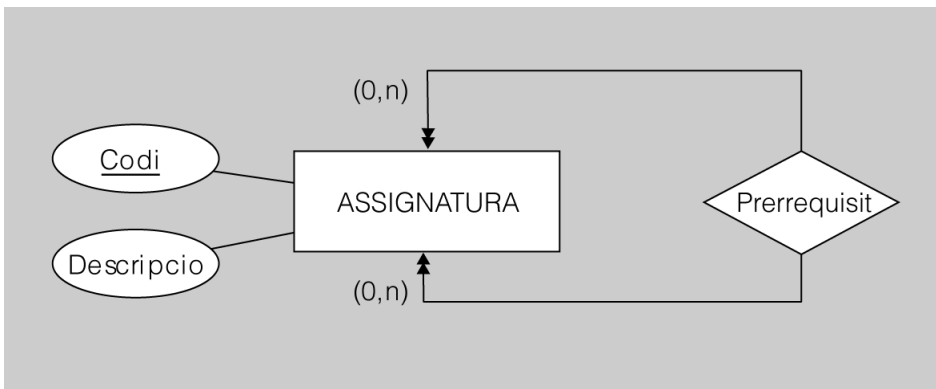 (0,n)
Codi
ASSIGNATURA
Prerrequisit
Descripcio
(0,n)